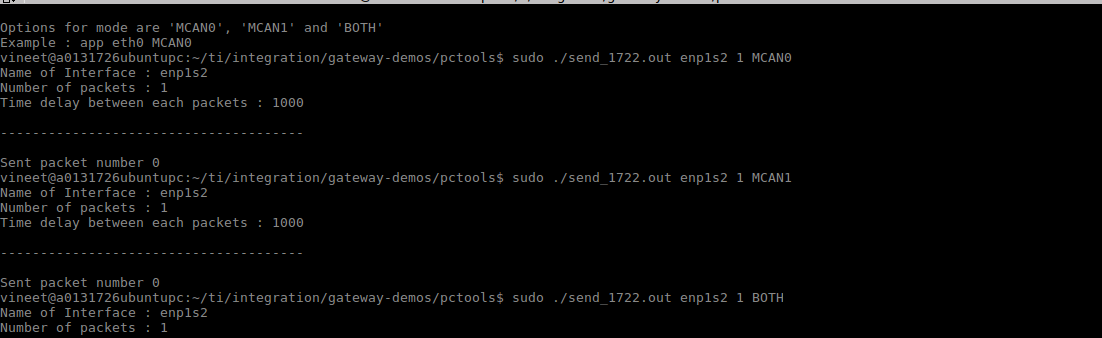 Options for mode are 'MCAN0', 'MCAN1' and 'BOTH'
Example : app eth0 MCAN0
vineet@a0131726ubuntupc:~/ti/integration/gateway-demos/pctools$ sudo ./send_1722.out enp1s2 1 MCAN0
Name of Interface : enp1s2
Number of packets : 1
Time delay between each packets : 1000
--------------------------------------
Sent packet number 0
vineet@a0131726ubuntupc:~/ti/integration/gateway-demos/pctools$ sudo ./send_1722.out enp1s2 1 MCAN1
Name of Interface : enp1s2
Number of packets : 1
Time delay between each packets : 1000
--------------------------------------
Sent packet number 0
vineet@a0131726ubuntupc:~/ti/integration/gateway-demos/pctools$ sudo ./send_1722.out enp1s2 1 BOTH
Name of Interface : enp1s2
Number of packets : 1